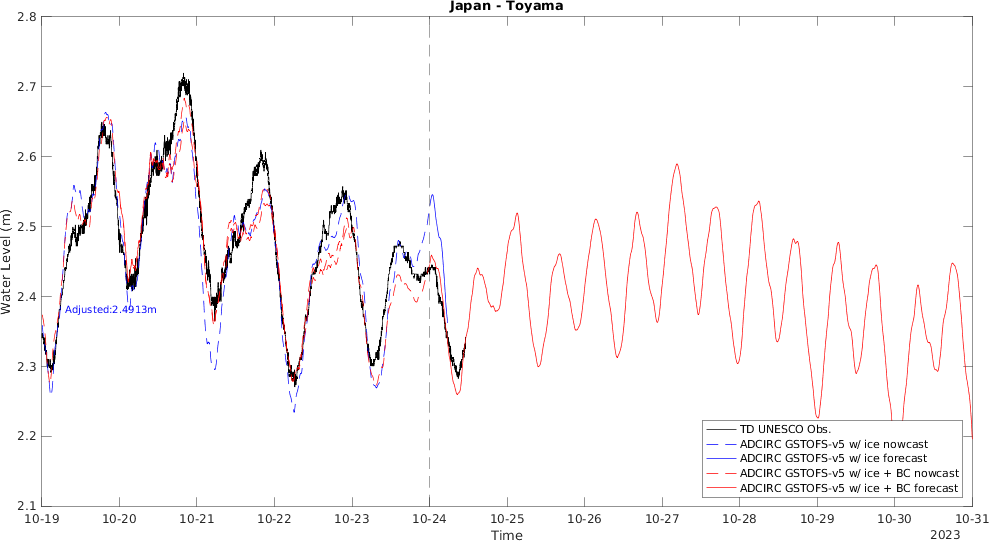 Japan - Toyama
2.8
2.7
2.6
2.5
2.4
2.3
2.2
2.1
Water Level (m)
Adjusted:2.4913m
TD UNESCO Obs.
ADCIRC GSTOFS-v5 w/ ice nowcast
ADCIRC GSTOFS-v5 w/ ice forecast
ADCIRC GSTOFS-v5 w/ ice + BC nowcast
ADCIRC GSTOFS-v5 w/ ice + BC forecast
10-19 10-20 10-21 10-22 10-23 10-24 10-25 10-26 10-27 10-28 10-29 10-30 10-31
Time
2023